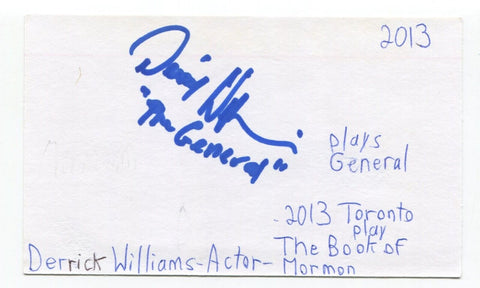 2013
"The General"
plays
General
-2013 Toronto
play
The Book of
Derrick Williams-Actor- Mormon